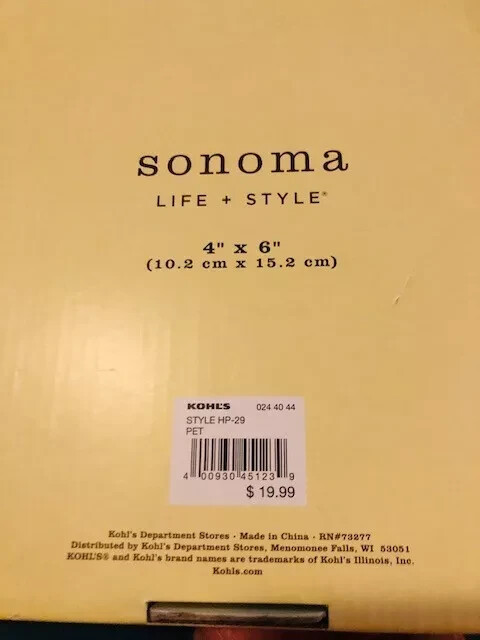 sonoma
LIFE + STYLE®
4" x 6"
(10.2 cm x 15.2 cm)
KOHL'S 024 40 44
STYLE HP-29
PET
4 00930 45123 9
$ 19.99
Kohl's Department Stores · Made in China · RN#73277
Distributed by Kohl's Department Stores, Menomonee Falls, WI 53051
KOHL'S® and Kohl's brand names are trademarks of Kohl's Illinois, Inc.
Kohls.com